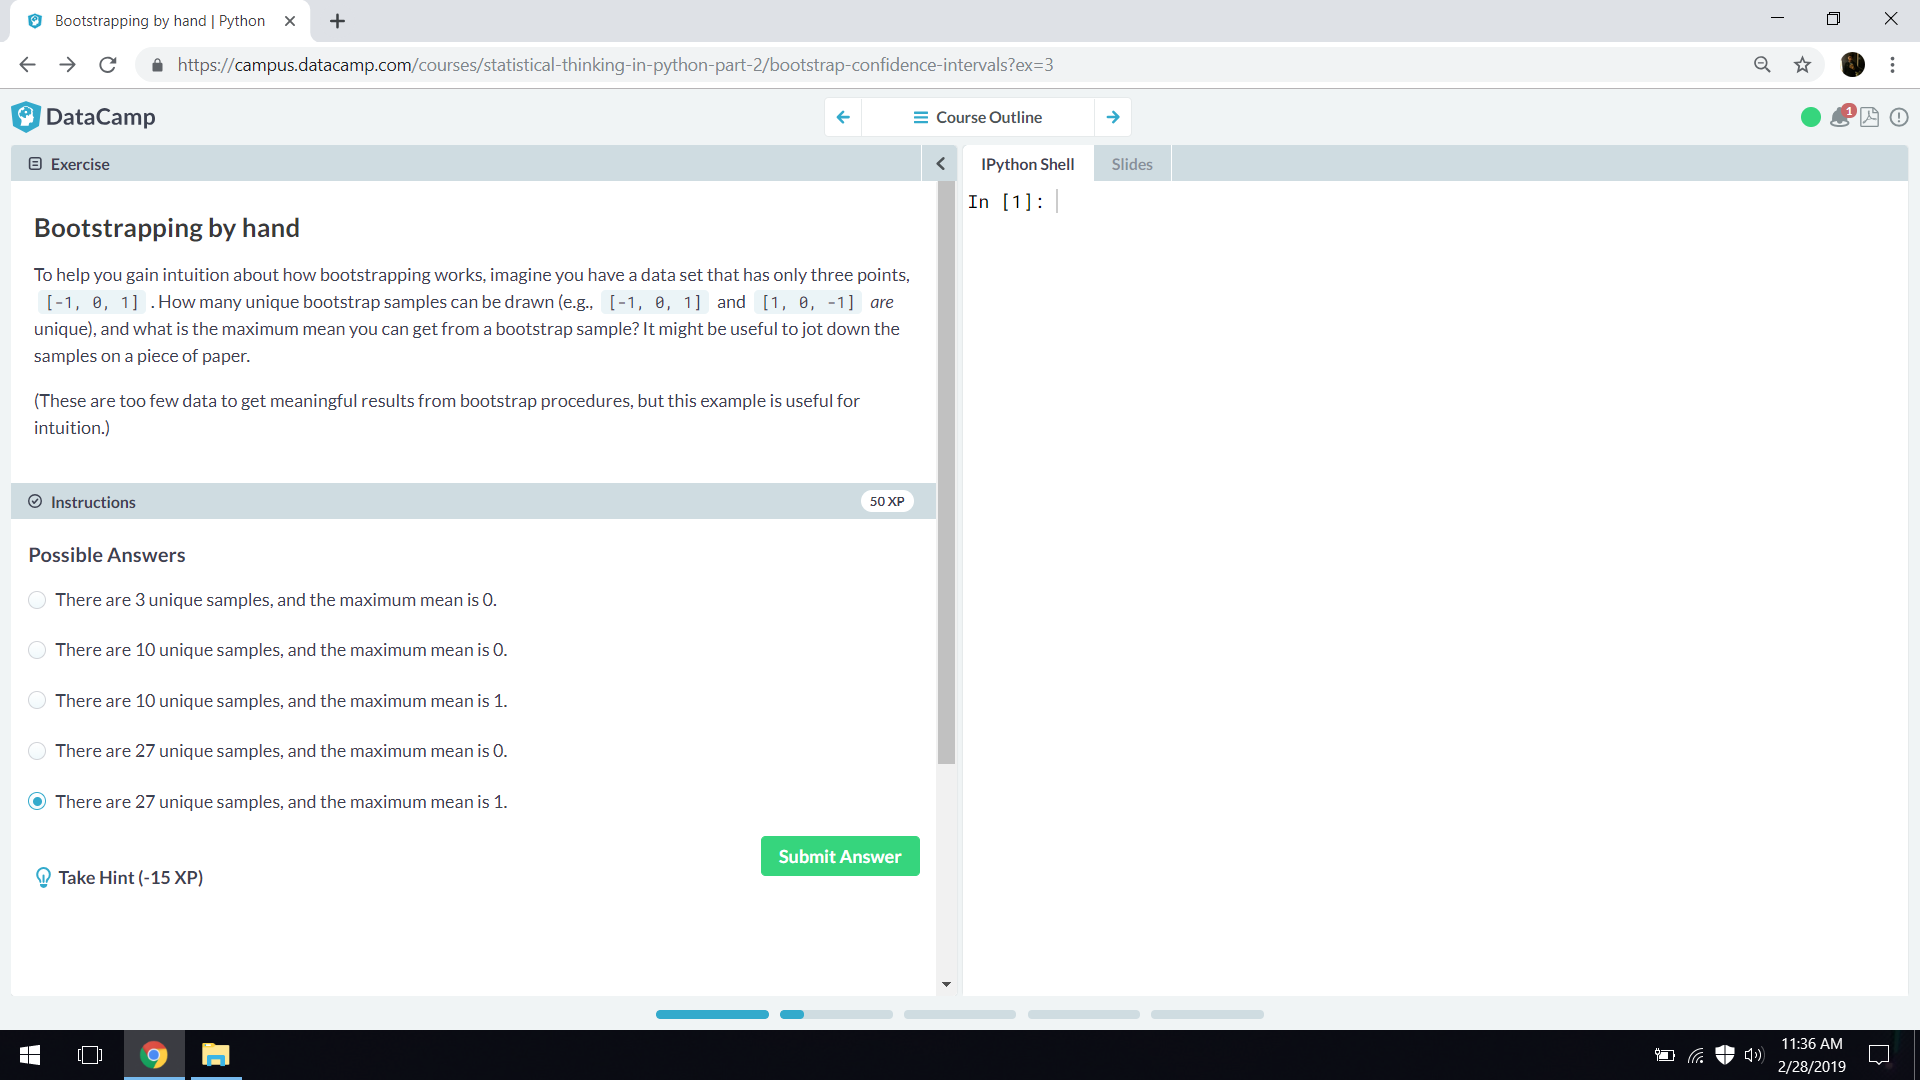 Bootstrapping by hand | Python
https://campus.datacamp.com/courses/statistical-thinking-in-python-part-2/bootstrap-confidence-intervals?ex=3
DataCamp
Course Outline
1
Exercise
IPython Shell
Slides
In [1]:
Bootstrapping by hand
To help you gain intuition about how bootstrapping works, imagine you have a data set that has only three points,
[-1, 0, 1] . How many unique bootstrap samples can be drawn (e.g., [-1, 0, 1] and [1, 0, -1] are
unique), and what is the maximum mean you can get from a bootstrap sample? It might be useful to jot down the
samples on a piece of paper.
(These are too few data to get meaningful results from bootstrap procedures, but this example is useful for
intuition.)
Instructions
50 XP
Possible Answers
There are 3 unique samples, and the maximum mean is 0.
There are 10 unique samples, and the maximum mean is 0.
There are 10 unique samples, and the maximum mean is 1.
There are 27 unique samples, and the maximum mean is 0.
There are 27 unique samples, and the maximum mean is 1.
Submit Answer
Take Hint (-15 XP)
11:36 AM
2/28/2019